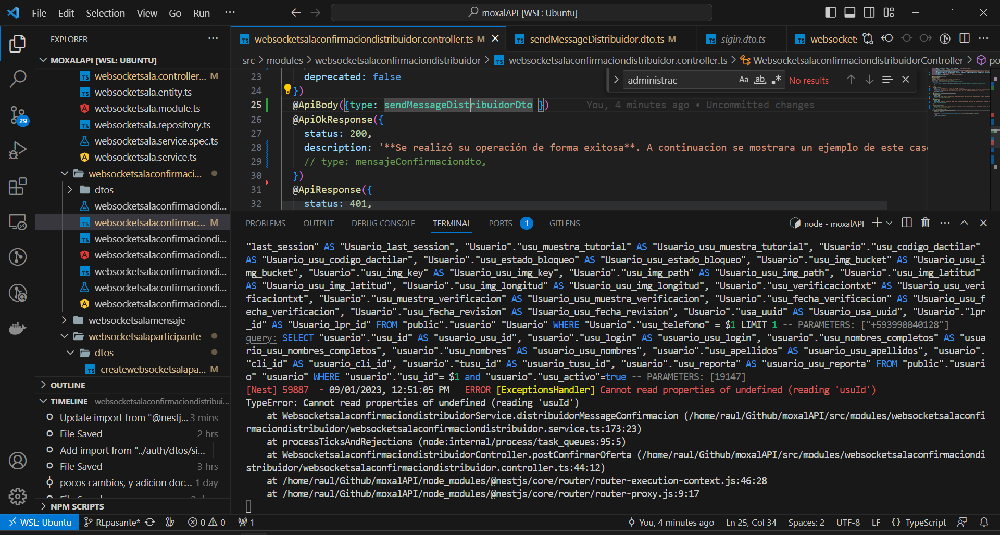 File Edit Selection View Go Run ···
moxalAPI [WSL: Ubuntu]
EXPLORER ···
MOXALAPI [WSL: UBUNTU]
TS websocketsala.controller... M
TS websocketsala.entity.ts
websocketsala.module.ts
TS websocketsala.repository.ts
websocketsala.service.spec.ts
websocketsala.service.ts
websocketsalaconfirmaci...
dtos
websocketsalaconfirmaciondi...
TS websocketsalaconfirmac... M
TS websocketsalaconfirmaciondi...
websocketsalaconfirmaciondi...
TS websocketsalaconfirmaciondi...
websocketsalaconfirmaciondi...
websocketsalaconfirmaciondi...
websocketsalamensaje
websocketsalaparticipante
dtos
TS createwebsocketsalapa... M
29
OUTLINE
TIMELINE websocketsalaconfirmaciondistribui...
Update import from "@nestj... 3 mins
File Saved 2 hrs
Add import from "../auth/dtos/si...
File Saved 3 hrs
pocos cambios, y adicion doc... 1 day
File Saved 2 days
NPM SCRIPTS
TS websocketsalaconfirmaciondistribuidor.controller.ts M
TS sendMessageDistribuidor.dto.ts M
TS sigin.dto.ts
TS websocket:
src > modules > websocketsalaconfirmaciondistribuidor > TS websocketsalaconfirmaciondistribuidor.controller.ts > WebsocketsalaconfirmaciondistribuidorController > po
administrac Aa ab .* No results
23 deprecated: false
24 })
25 @ApiBody({type: sendMessageDistribuidorDto }) You, 4 minutes ago • Uncommitted changes
26 @ApiOkResponse({
27 status: 200,
28 description: '**Se realizó su operación de forma exitosa**. A continuacion se mostrara un ejemplo de este cas
29 // type: mensajeConfirmaciondto,
30 })
31 @ApiResponse({
32 status: 401,
PROBLEMS OUTPUT DEBUG CONSOLE TERMINAL PORTS 1 GITLENS
node - moxalAPI
"last_session" AS "Usuario_last_session", "Usuario"."usu_muestra_tutorial" AS "Usuario_usu_muestra_tutorial", "Usuario"."usu_codigo_dactilar"
AS "Usuario_usu_codigo_dactilar", "Usuario"."usu_estado_bloqueo" AS "Usuario_usu_estado_bloqueo", "Usuario"."usu_img_bucket" AS "Usuario_usu_i
mg_bucket", "Usuario"."usu_img_key" AS "Usuario_usu_img_key", "Usuario"."usu_img_path" AS "Usuario_usu_img_path", "Usuario"."usu_img_latitud"
AS "Usuario_usu_img_latitud", "Usuario"."usu_img_longitud" AS "Usuario_usu_img_longitud", "Usuario"."usu_verificaciontxt" AS "Usuario_usu_veri
ficaciontxt", "Usuario"."usu_muestra_verificacion" AS "Usuario_usu_muestra_verificacion", "Usuario"."usu_fecha_verificacion" AS "Usuario_usu_f
echa_verificacion", "Usuario"."usu_fecha_revision" AS "Usuario_usu_fecha_revision", "Usuario"."usa_uuid" AS "Usuario_usa_uuid", "Usuario"."lpr
_id" AS "Usuario_lpr_id" FROM "public"."usuario" "Usuario" WHERE "Usuario"."usu_telefono" = $1 LIMIT 1 -- PARAMETERS: ["+593990040128"]
query: SELECT "usuario"."usu_id" AS "usuario_usu_id", "usuario"."usu_login" AS "usuario_usu_login", "usuario"."usu_nombres_completos" AS "usua
rio_usu_nombres_completos", "usuario"."usu_nombres" AS "usuario_usu_nombres", "usuario"."usu_apellidos" AS "usuario_usu_apellidos", "usuario".
"cli_id" AS "usuario_cli_id", "usuario"."tusu_id" AS "usuario_tusu_id", "usuario"."usu_reporta" AS "usuario_usu_reporta" FROM "public"."usuari
o" "usuario" WHERE "usuario"."usu_id"= $1 and "usuario"."usu_activo"=true -- PARAMETERS: [19147]
[Nest] 59887 - 09/01/2023, 12:51:05 PM ERROR [ExceptionsHandler] Cannot read properties of undefined (reading 'usuId')
TypeError: Cannot read properties of undefined (reading 'usuId')
at WebsocketsalaconfirmaciondistribuidorService.distribuidorMessageConfirmacion (/home/raul/Github/moxalAPI/src/modules/websocketsalaconfi
rmaciondistribuidor/websocketsalaconfirmaciondistribuidor.service.ts:173:23)
at processTicksAndRejections (node:internal/process/task_queues:95:5)
at WebsocketsalaconfirmaciondistribuidorController.postConfirmarOferta (/home/raul/Github/moxalAPI/src/modules/websocketsalaconfirmaciondi
stribuidor/websocketsalaconfirmaciondistribuidor.controller.ts:44:12)
at /home/raul/Github/moxalAPI/node_modules/@nestjs/core/router/router-execution-context.js:46:28
at /home/raul/Github/moxalAPI/node_modules/@nestjs/core/router/router-proxy.js:9:17
WSL: Ubuntu RLpasante* 0 0 1 You, 4 minutes ago Ln 25, Col 34 Spaces: 2 UTF-8 LF {} TypeScript